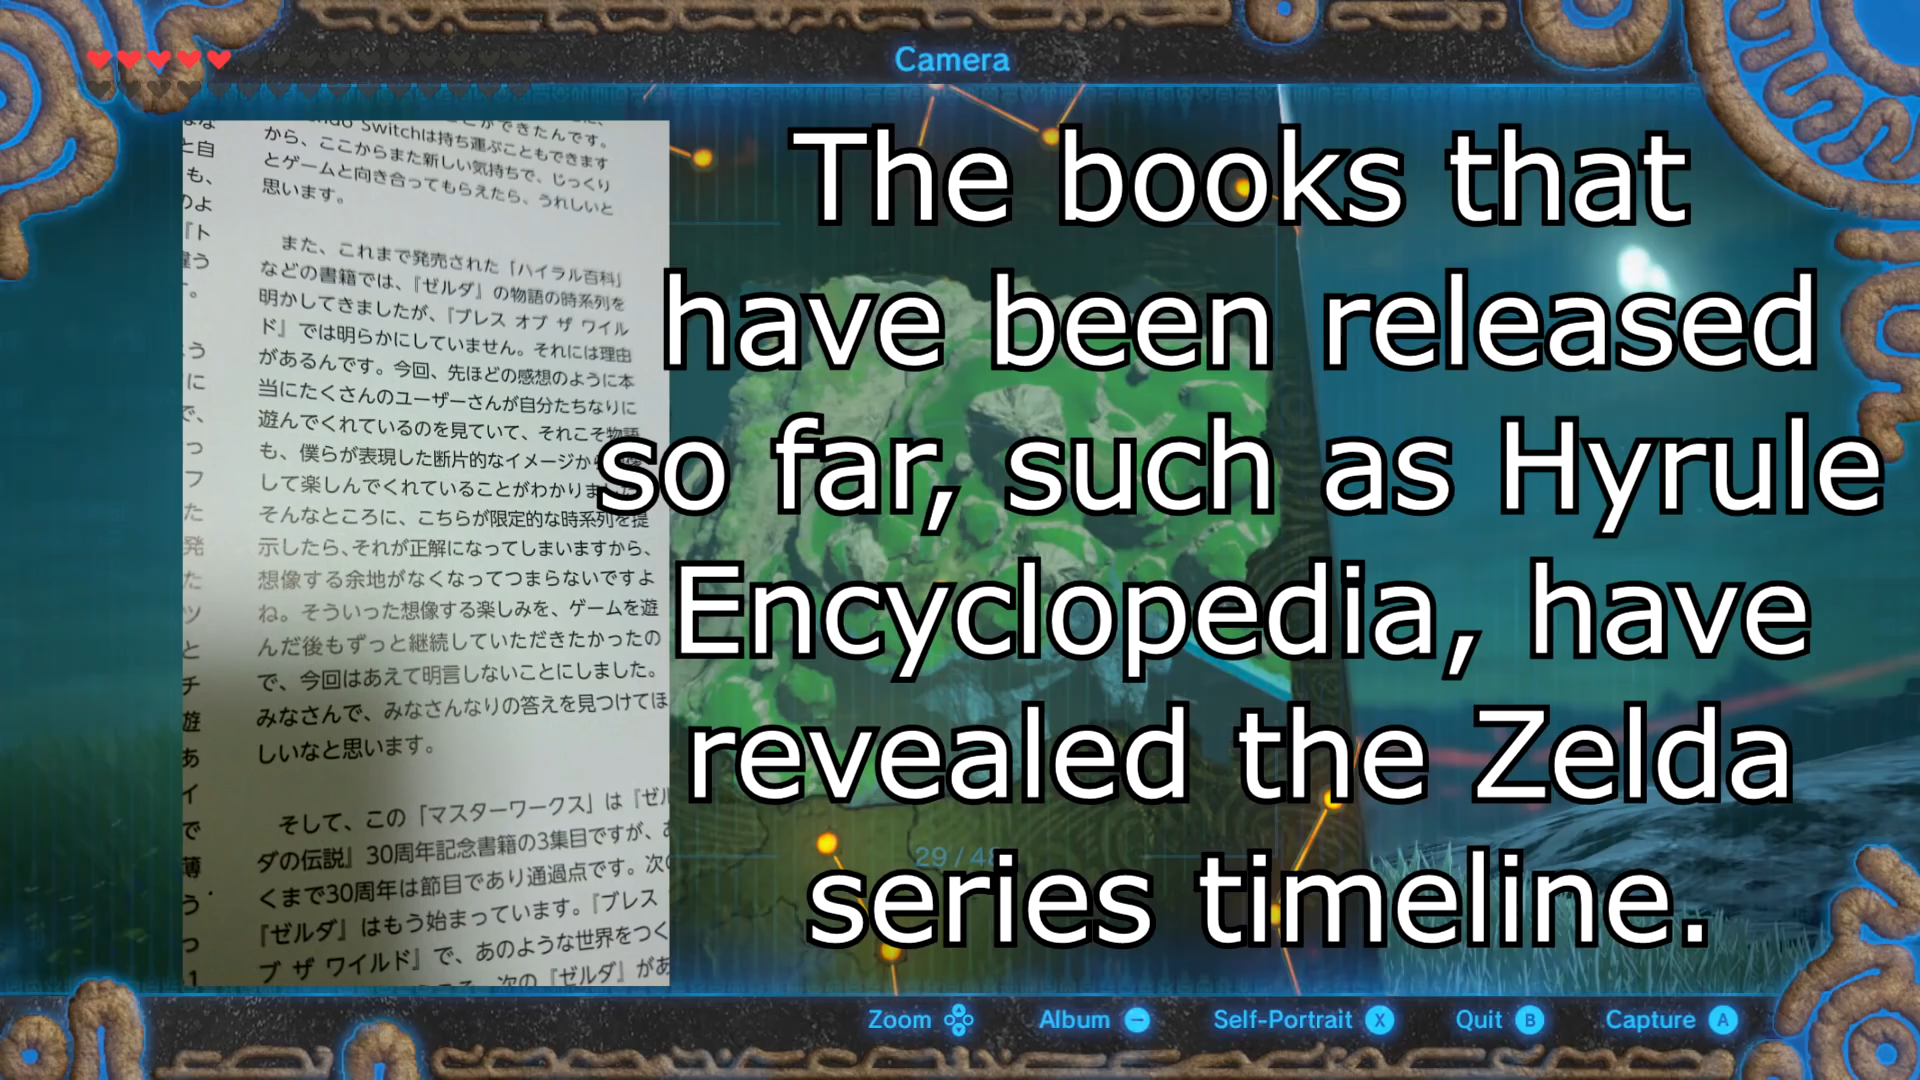 Camera
から、ここからまた新しい気持ちで、じっくり
とゲームと向き合ってもらえたら、うれしいと
思います。
また、これまで発売された「ハイラル百科」
などの書籍では、『ゼルダ』の物語の時系列を
明かしてきましたが、『ブレス オブ ザ ワイル
ド』では明らかにしていません。それには理由
があるんです。今回、先ほどの感想のように本
当にたくさんのユーザーさんが自分たちなりに
遊んでくれているのを見ていて、それこそ物語
も、僕らが表現した断片的なイメージか
して楽しんでくれていることがわかりま
そんなところに、こちらが限定的な時系列を提
示したら、それが正解になってしまいますから、
想像する余地がなくなってつまらないですよ
ね。そういった想像する楽しみを、ゲームを遊
んだ後もずっと継続していただきたかったの
で、今回はあえて明言しないことにしました。
みなさんで、みなさんなりの答えを見つけてほ
しいなと思います。
そして、この「マスターワークス」は『ゼル
ダの伝説』30周年記念書籍の3集目ですが、
くまで30周年は節目であり通過点です。次
『ゼルダ』はもう始まっています。『ブレス
ブ ザ ワイルド』で、あのような世界をつく
次の『ゼルダ』があ
The books that
have been released
so far, such as Hyrule
Encyclopedia, have
revealed the Zelda
series timeline.
29 / 48
Zoom Album Self-Portrait X Quit B Capture A